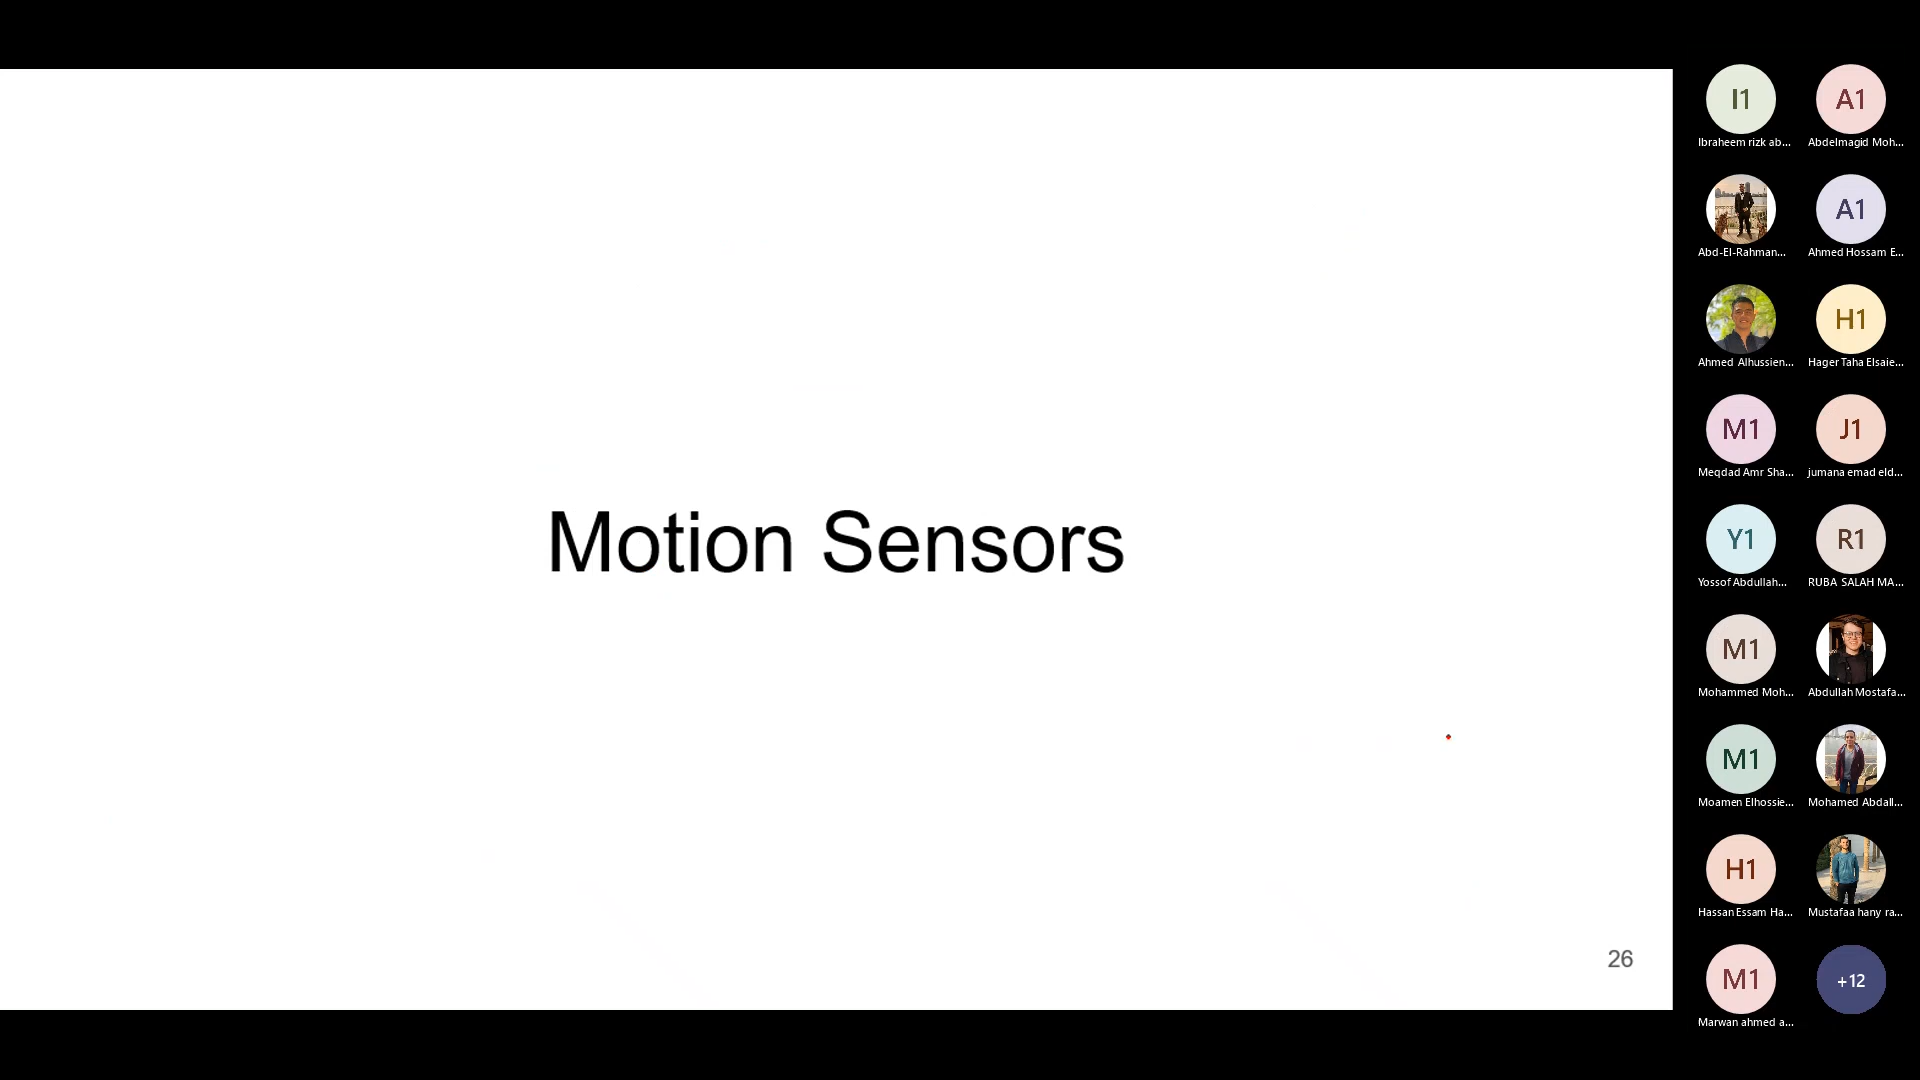 Motion Sensors
26
I1
A1
Ibraheem rizk ab...
Abdelmagid Moh...
A1
Abd-El-Rahman...
Ahmed Hossam E...
H1
Ahmed Alhussien...
Hager Taha Elsaie...
M1
J1
Meqdad Amr Sha...
jumana emad eld...
Y1
R1
Yossof Abdullah...
RUBA SALAH MA...
M1
Mohammed Moh...
Abdullah Mostafa...
M1
Moamen Elhossie...
Mohamed Abdall...
H1
Hassan Essam Ha...
Mustafaa hany ra...
M1
+12
Marwan ahmed a...